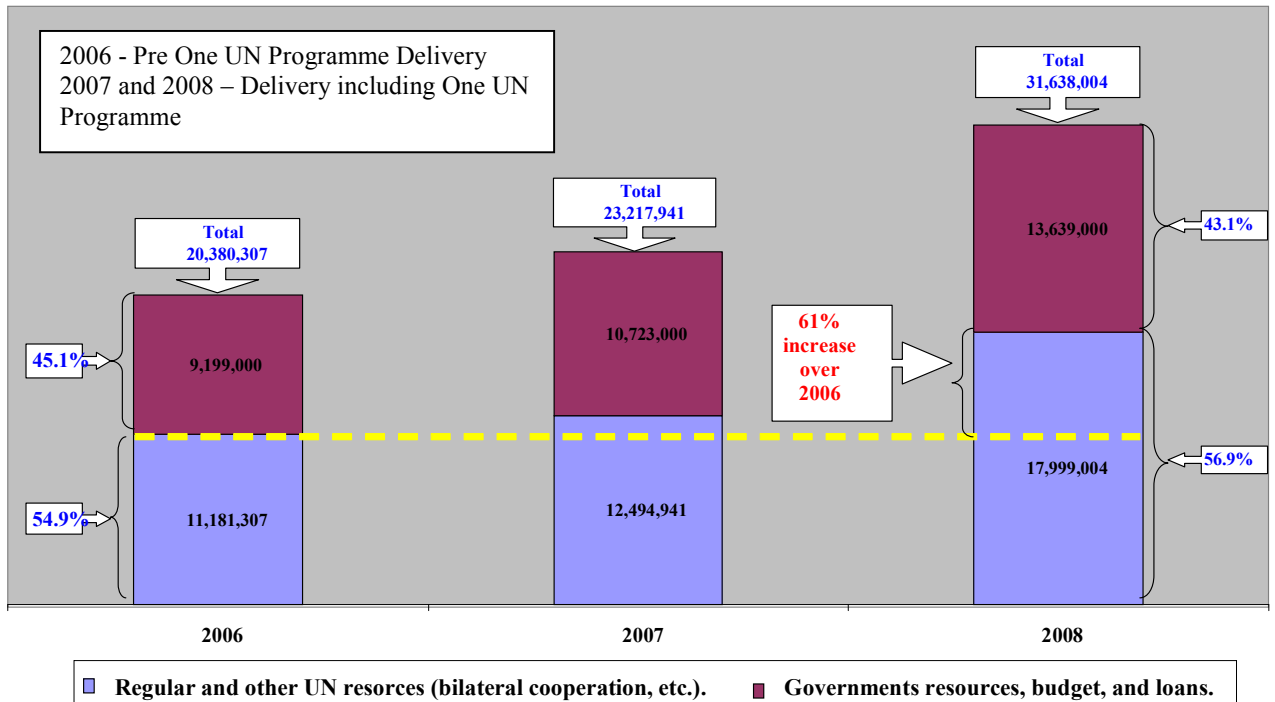 2006 - Pre One UN Programme Delivery
2007 and 2008 – Delivery including One UN
Programme
Total
20,380,307
Total
23,217,941
Total
31,638,004
45.1%
9,199,000
54.9%
11,181,307
10,723,000
12,494,941
61%
increase
over
2006
13,639,000
43.1%
17,999,004
56.9%
2006
2007
2008
Regular and other UN resorces (bilateral cooperation, etc.).
Governments resources, budget, and loans.